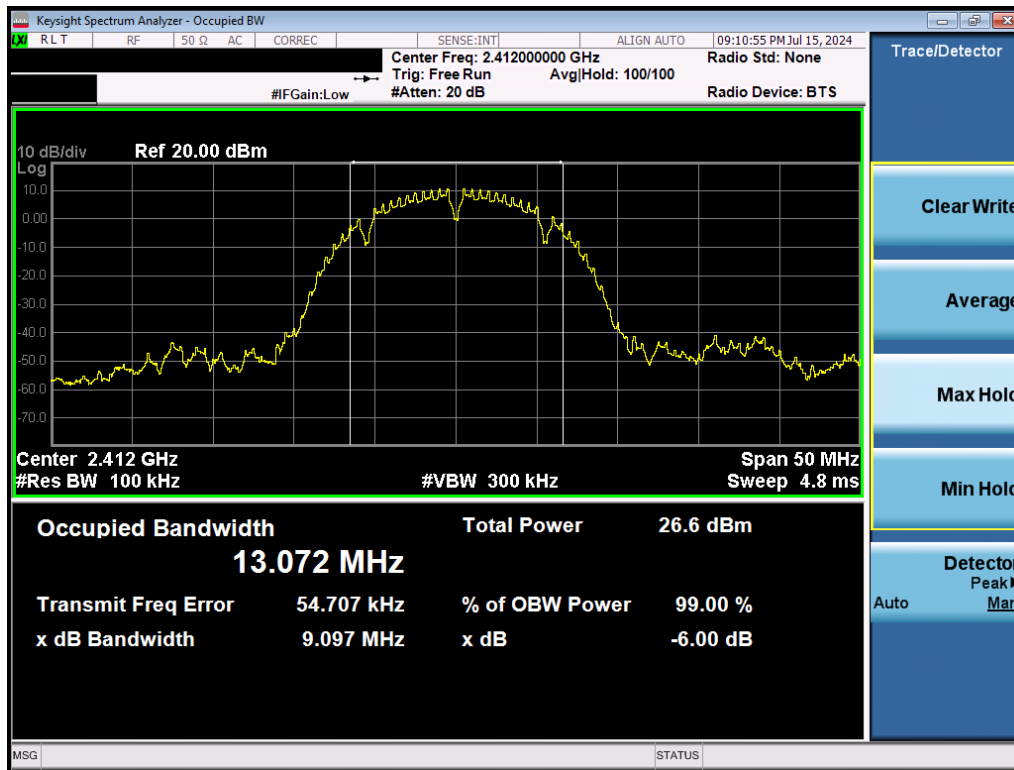 Keysight Spectrum Analyzer - Occupied BW
LXI RLT RF 50 Ω AC CORREC SENSE:INT ALIGN AUTO 09:10:55 PM Jul 15, 2024
Center Freq: 2.412000000 GHz Radio Std: None
Trig: Free Run Avg|Hold: 100/100
#IFGain:Low #Atten: 20 dB Radio Device: BTS
10 dB/div Ref 20.00 dBm
Log
10.0
0.00
-10.0
-20.0
-30.0
-40.0
-50.0
-60.0
-70.0
Center 2.412 GHz Span 50 MHz
#Res BW 100 kHz #VBW 300 kHz Sweep 4.8 ms
Occupied Bandwidth Total Power 26.6 dBm
13.072 MHz
Transmit Freq Error 54.707 kHz % of OBW Power 99.00 %
x dB Bandwidth 9.097 MHz x dB -6.00 dB
MSG STATUS
Trace/Detector
Clear Write
Average
Max Hold
Min Hold
Detector
Peak
Auto Man